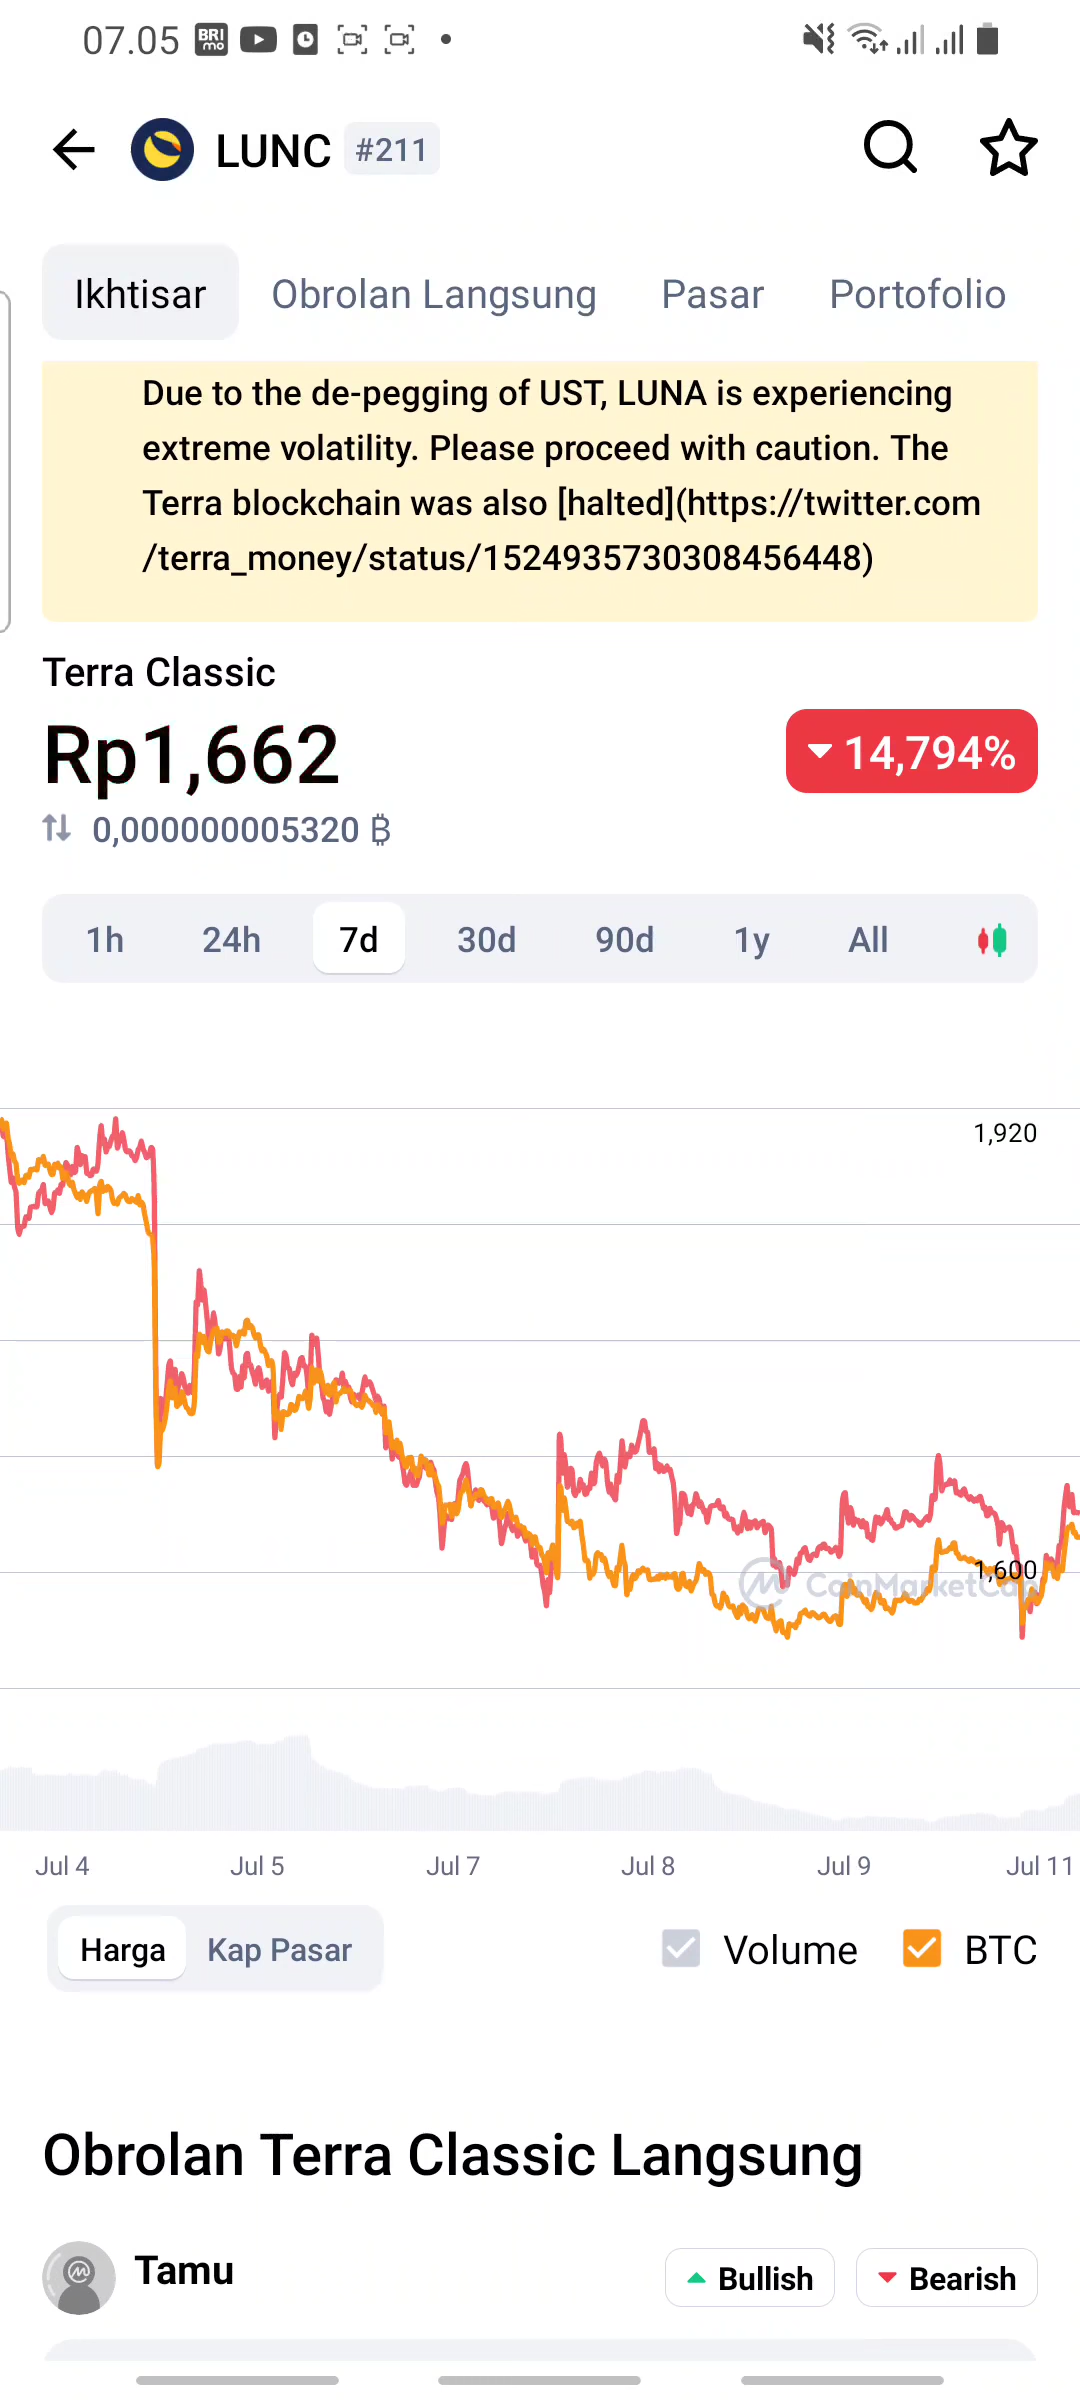 07.05
BRI
mo
LUNC #211
Ikhtisar Obrolan Langsung Pasar Portofolio
Due to the de-pegging of UST, LUNA is experiencing
extreme volatility. Please proceed with caution. The
Terra blockchain was also [halted](https://twitter.com
/terra_money/status/1524935730308456448)
Terra Classic
Rp1,662
14,794%
0,000000005320 ₿
1h 24h 7d 30d 90d 1y All
1,920
1,600
CoinMarketCap
Jul 4 Jul 5 Jul 7 Jul 8 Jul 9 Jul 11
Harga Kap Pasar Volume BTC
Obrolan Terra Classic Langsung
Tamu Bullish Bearish